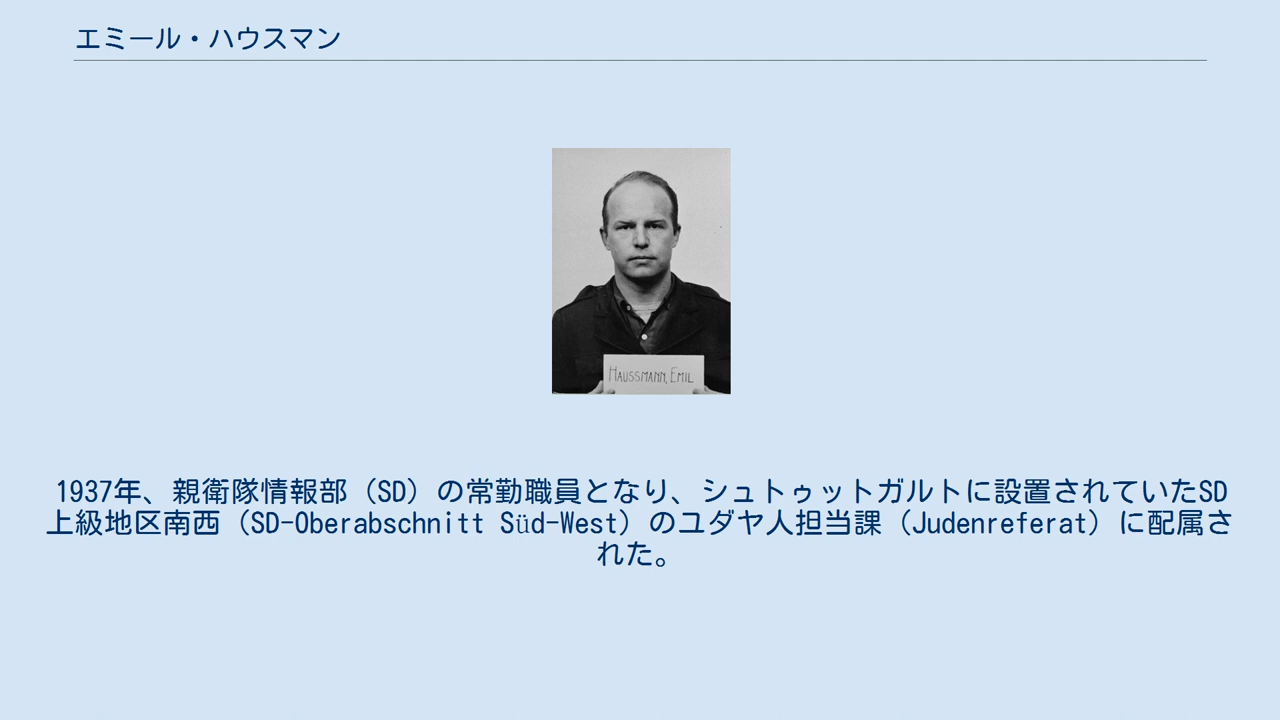 エミール・ハウスマン
HAUSSMANN, EMIL
1937年、親衛隊情報部（SD）の常勤職員となり、シュトゥットガルトに設置されていたSD
上級地区南西（SD-Oberabschnitt Süd-West）のユダヤ人担当課（Judenreferat）に配属さ
れた。